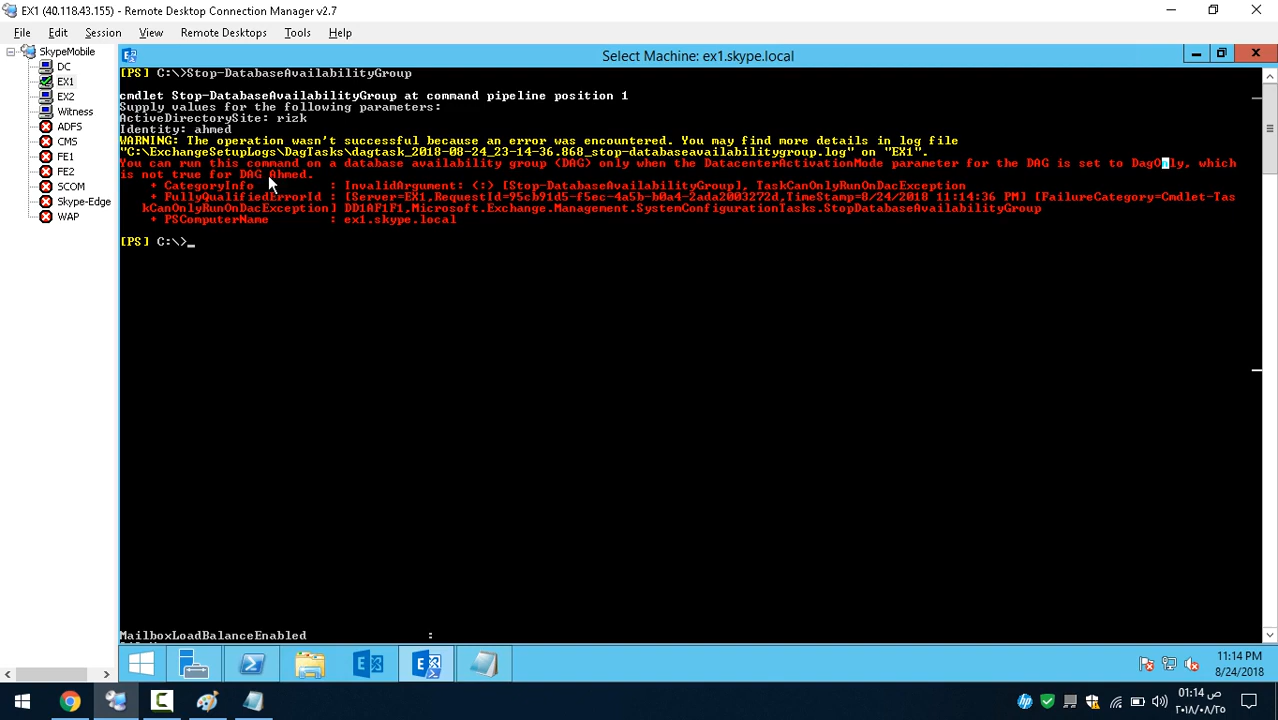 EX1 (40.118.43.155) - Remote Desktop Connection Manager v2.7
File Edit Session View Remote Desktops Tools Help
SkypeMobile
DC
EX1
EX2
Witness
ADFS
CMS
FE1
FE2
SCOM
Skype-Edge
WAP
Select Machine: ex1.skype.local
[PS] C:\>Stop-DatabaseAvailabilityGroup
cmdlet Stop-DatabaseAvailabilityGroup at command pipeline position 1
Supply values for the following parameters:
ActiveDirectorySite: rizk
Identity: ahmed
WARNING: The operation wasn't successful because an error was encountered. You may find more details in log file
"C:\ExchangeSetupLogs\DagTasks\dagtask_2018-08-24_23-14-36.868_stop-databaseavailabilitygroup.log" on "EX1".
You can run this command on a database availability group (DAG) only when the DatacenterActivationMode parameter for the DAG is set to DagOnly, which
is not true for DAG Ahmed.
+ CategoryInfo : InvalidArgument: (:) [Stop-DatabaseAvailabilityGroup], TaskCanOnlyRunOnDacException
+ FullyQualifiedErrorId : [Server=EX1,RequestId=95cb91d5-f5ec-4a5b-b0a4-2ada2003272d,TimeStamp=8/24/2018 11:14:36 PM] [FailureCategory=Cmdlet-Tas
kCanOnlyRunOnDacException] DD1AF1F1,Microsoft.Exchange.Management.SystemConfigurationTasks.StopDatabaseAvailabilityGroup
+ PSComputerName : ex1.skype.local
[PS] C:\>_
MailboxLoadBalanceEnabled :
11:14 PM
8/24/2018
01:14 ص
٢٠١٨/٠٨/٢٥